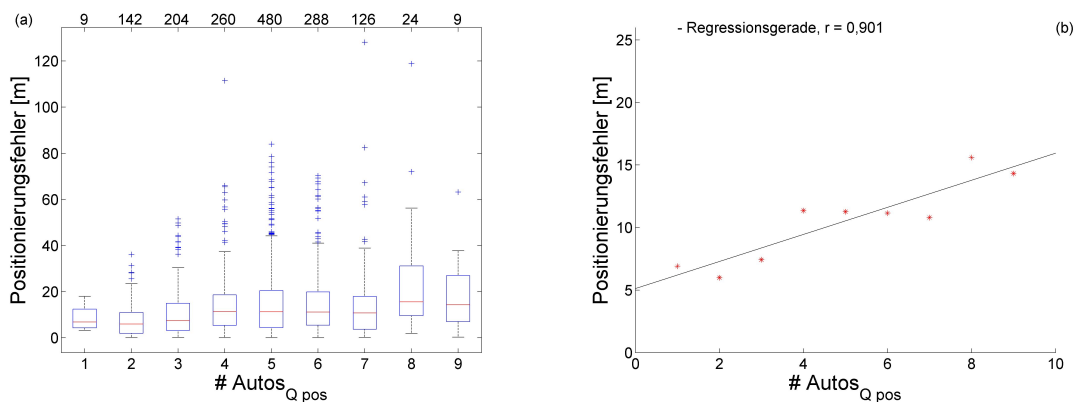 (a)
9 142 204 260 480 288 126 24 9
120
100
80
60
40
20
0
Positionierungsfehler [m]
1 2 3 4 5 6 7 8 9
# Autos Q pos
- Regressionsgerade, r = 0,901
(b)
25
20
15
10
5
0
Positionierungsfehler [m]
0 2 4 6 8 10
# Autos Q pos